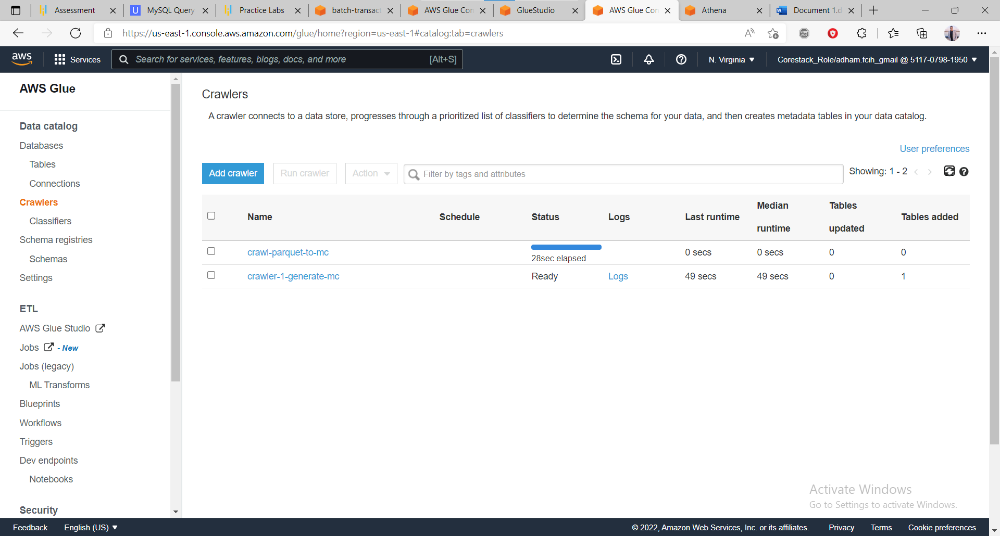 Assessment
MySQL Query
Practice Labs
batch-transact
AWS Glue Con
GlueStudio
AWS Glue Con
Athena
Document 1.d
https://us-east-1.console.aws.amazon.com/glue/home?region=us-east-1#catalog:tab=crawlers
aws
Services
Search for services, features, blogs, docs, and more
[Alt+S]
N. Virginia
Corestack_Role/adham.fcih_gmail @ 5117-0798-1950
AWS Glue
Data catalog
Databases
Tables
Connections
Crawlers
Classifiers
Schema registries
Schemas
Settings
ETL
AWS Glue Studio
Jobs - New
Jobs (legacy)
ML Transforms
Blueprints
Workflows
Triggers
Dev endpoints
Notebooks
Security
Crawlers
A crawler connects to a data store, progresses through a prioritized list of classifiers to determine the schema for your data, and then creates metadata tables in your data catalog.
User preferences
Add crawler
Run crawler
Action
Filter by tags and attributes
Showing: 1 - 2
Name Schedule Status Logs Last runtime Median runtime Tables updated Tables added
crawl-parquet-to-mc 28sec elapsed 0 secs 0 secs 0 0
crawler-1-generate-mc Ready Logs 49 secs 49 secs 0 1
Activate Windows
Go to Settings to activate Windows.
Feedback
English (US)
© 2022, Amazon Web Services, Inc. or its affiliates.
Privacy
Terms
Cookie preferences